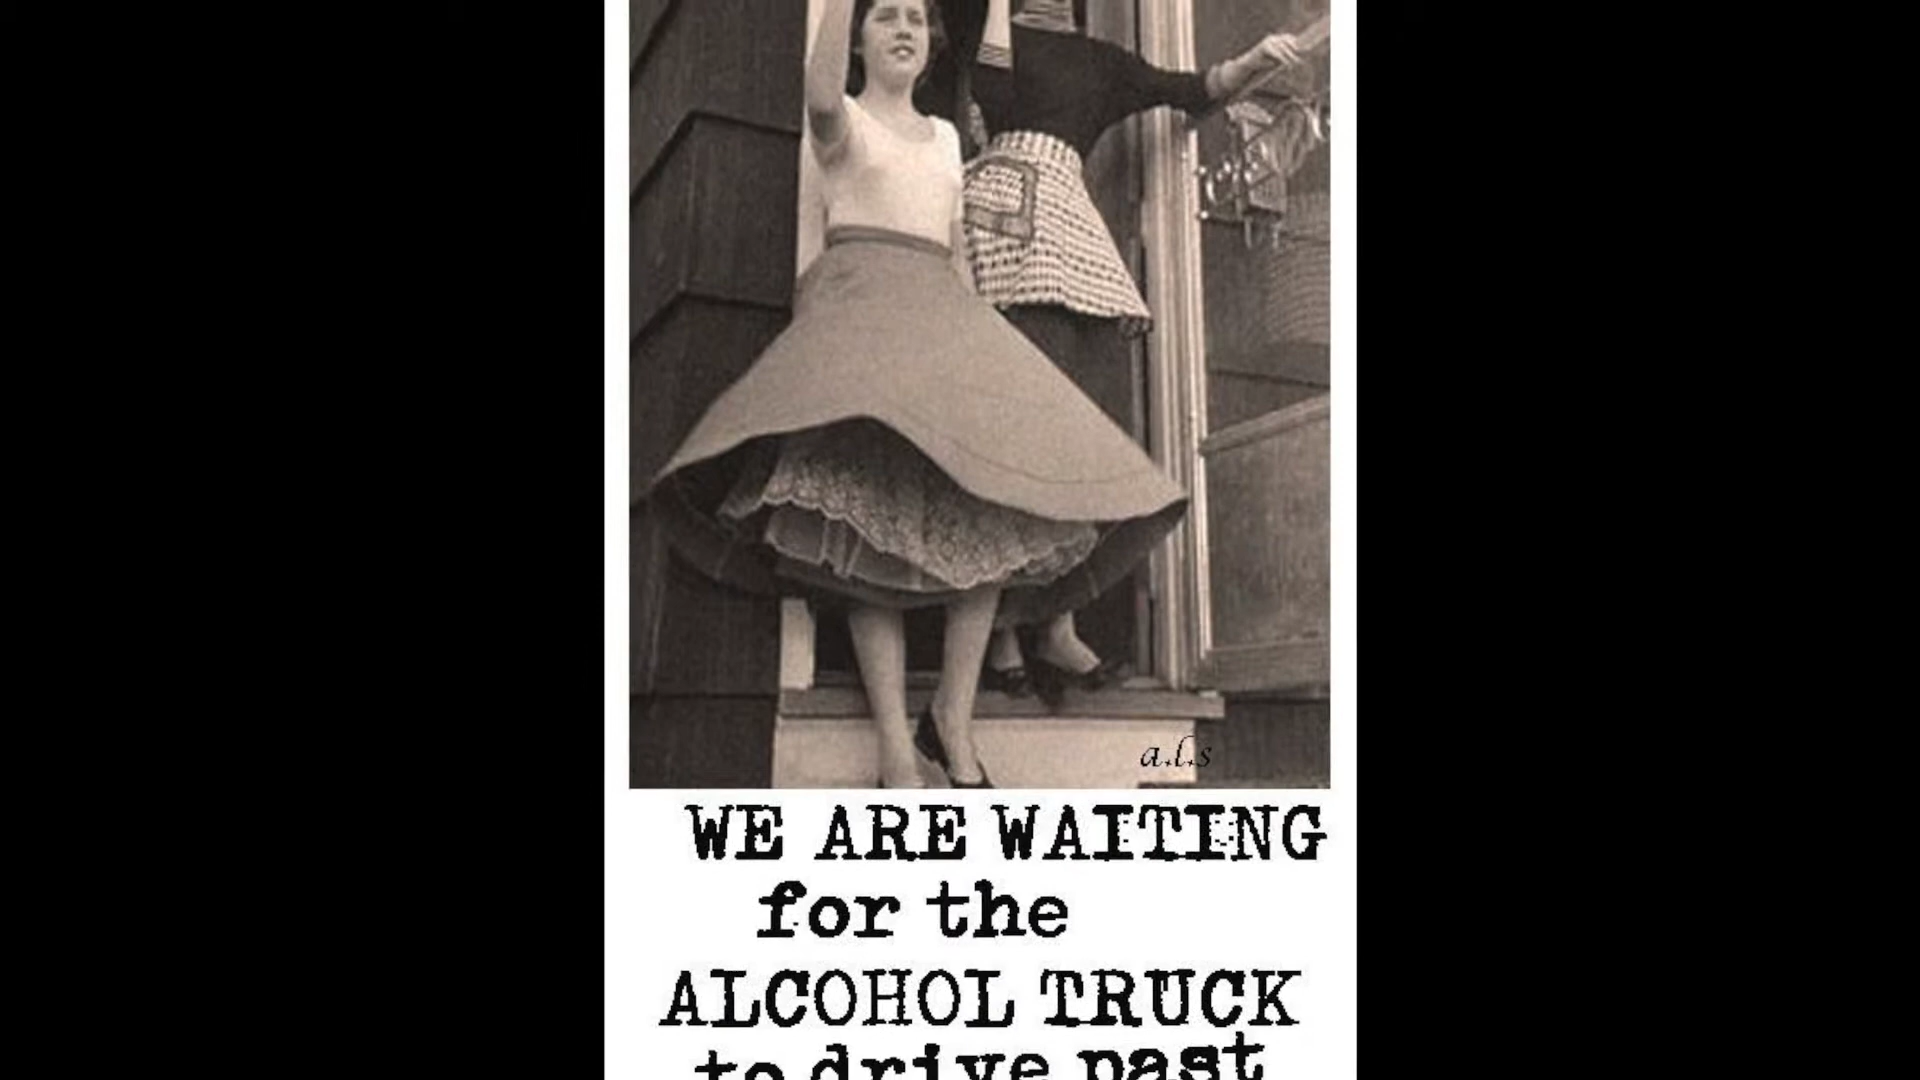 a.l.s
WE ARE WAITING
for the
ALCOHOL TRUCK
to drive past